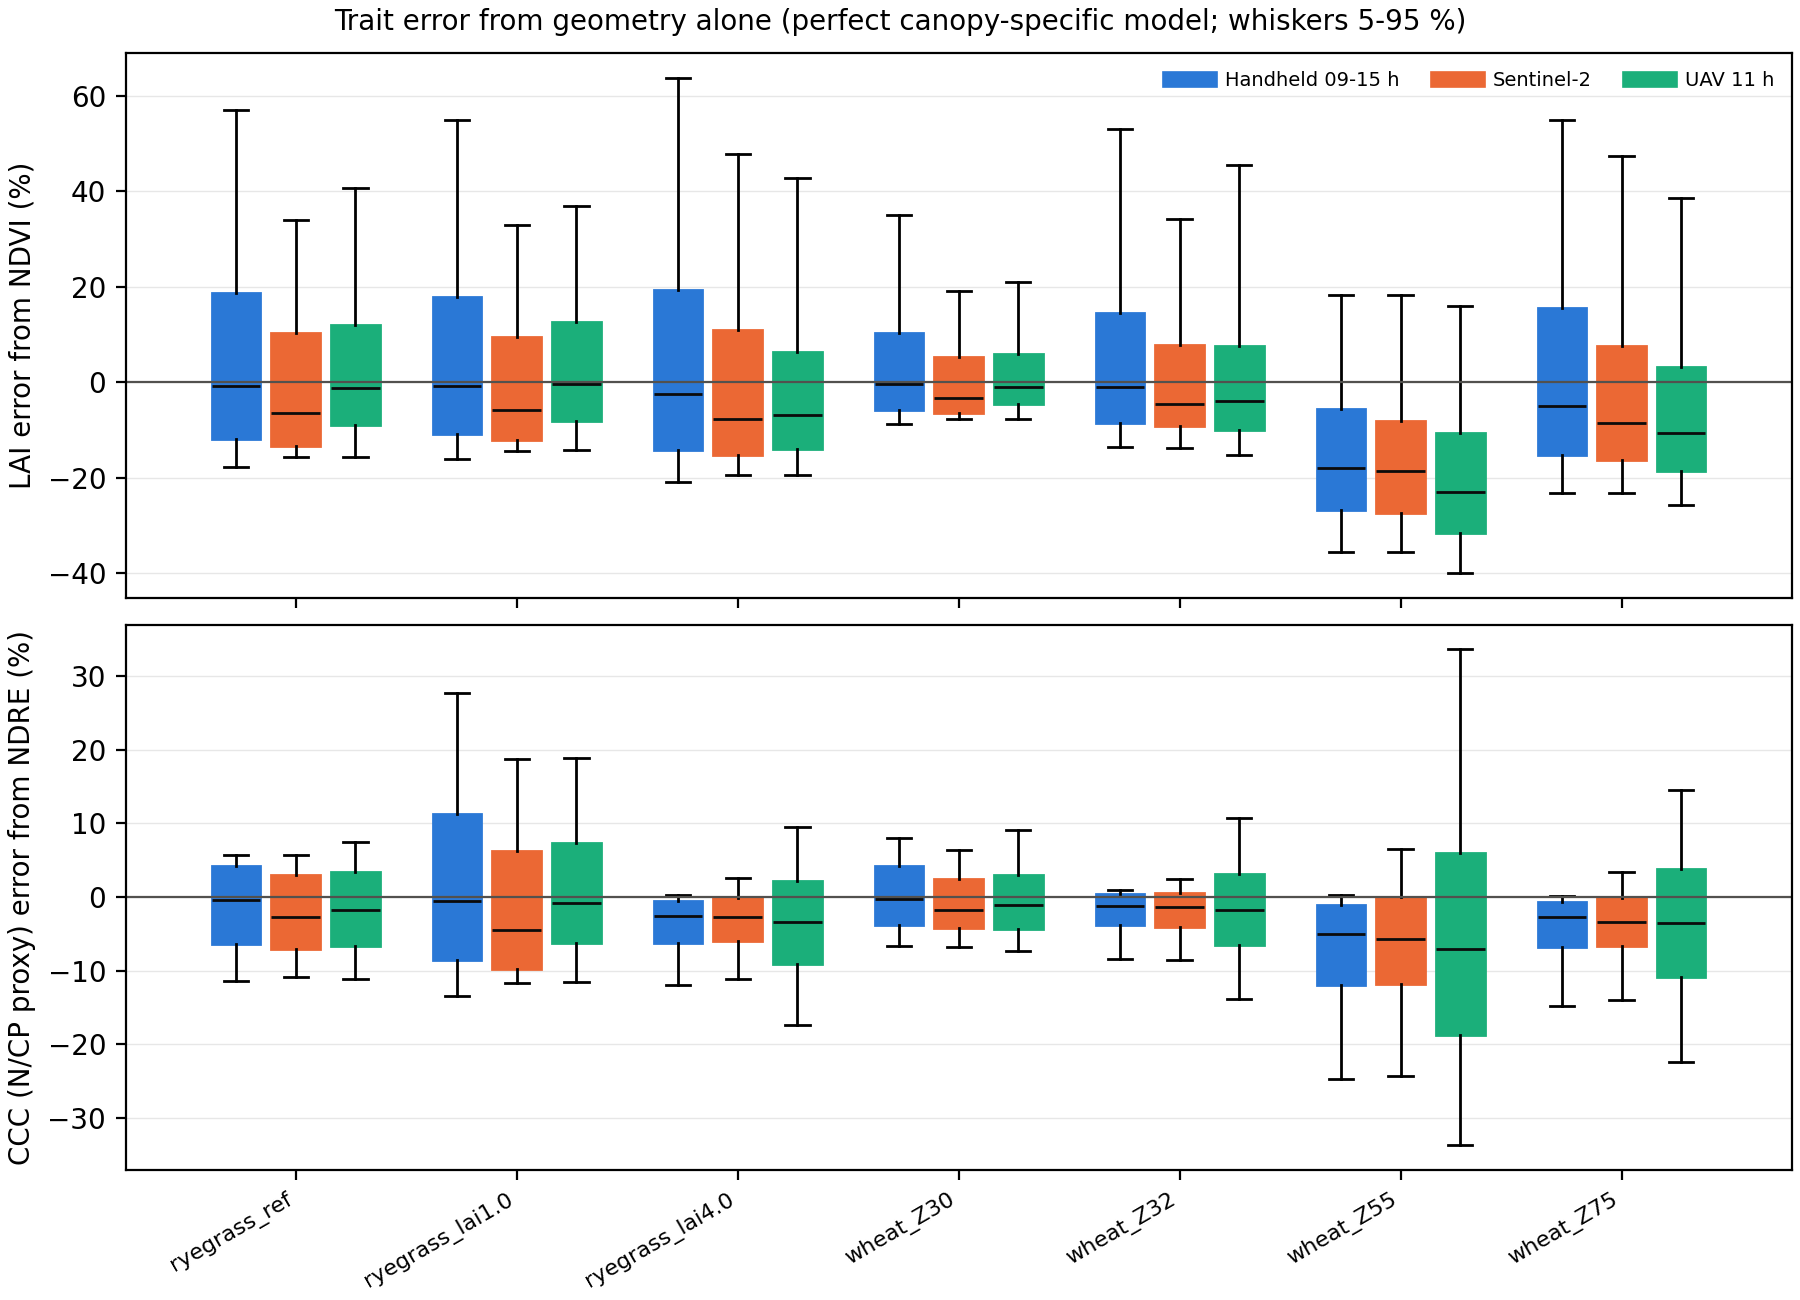 Trait error from geometry alone (perfect canopy-specific model; whiskers 5-95 %)
Handheld 09-15 h
Sentinel-2
UAV 11 h
LAI error from NDVI (%)
60
40
20
0
−20
−40
CCC (N/CP proxy) error from NDRE (%)
30
20
10
0
−10
−20
−30
ryegrass_ref
ryegrass_lai1.0
ryegrass_lai4.0
wheat_Z30
wheat_Z32
wheat_Z55
wheat_Z75